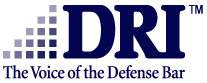 DRI™
The Voice of the Defense Bar